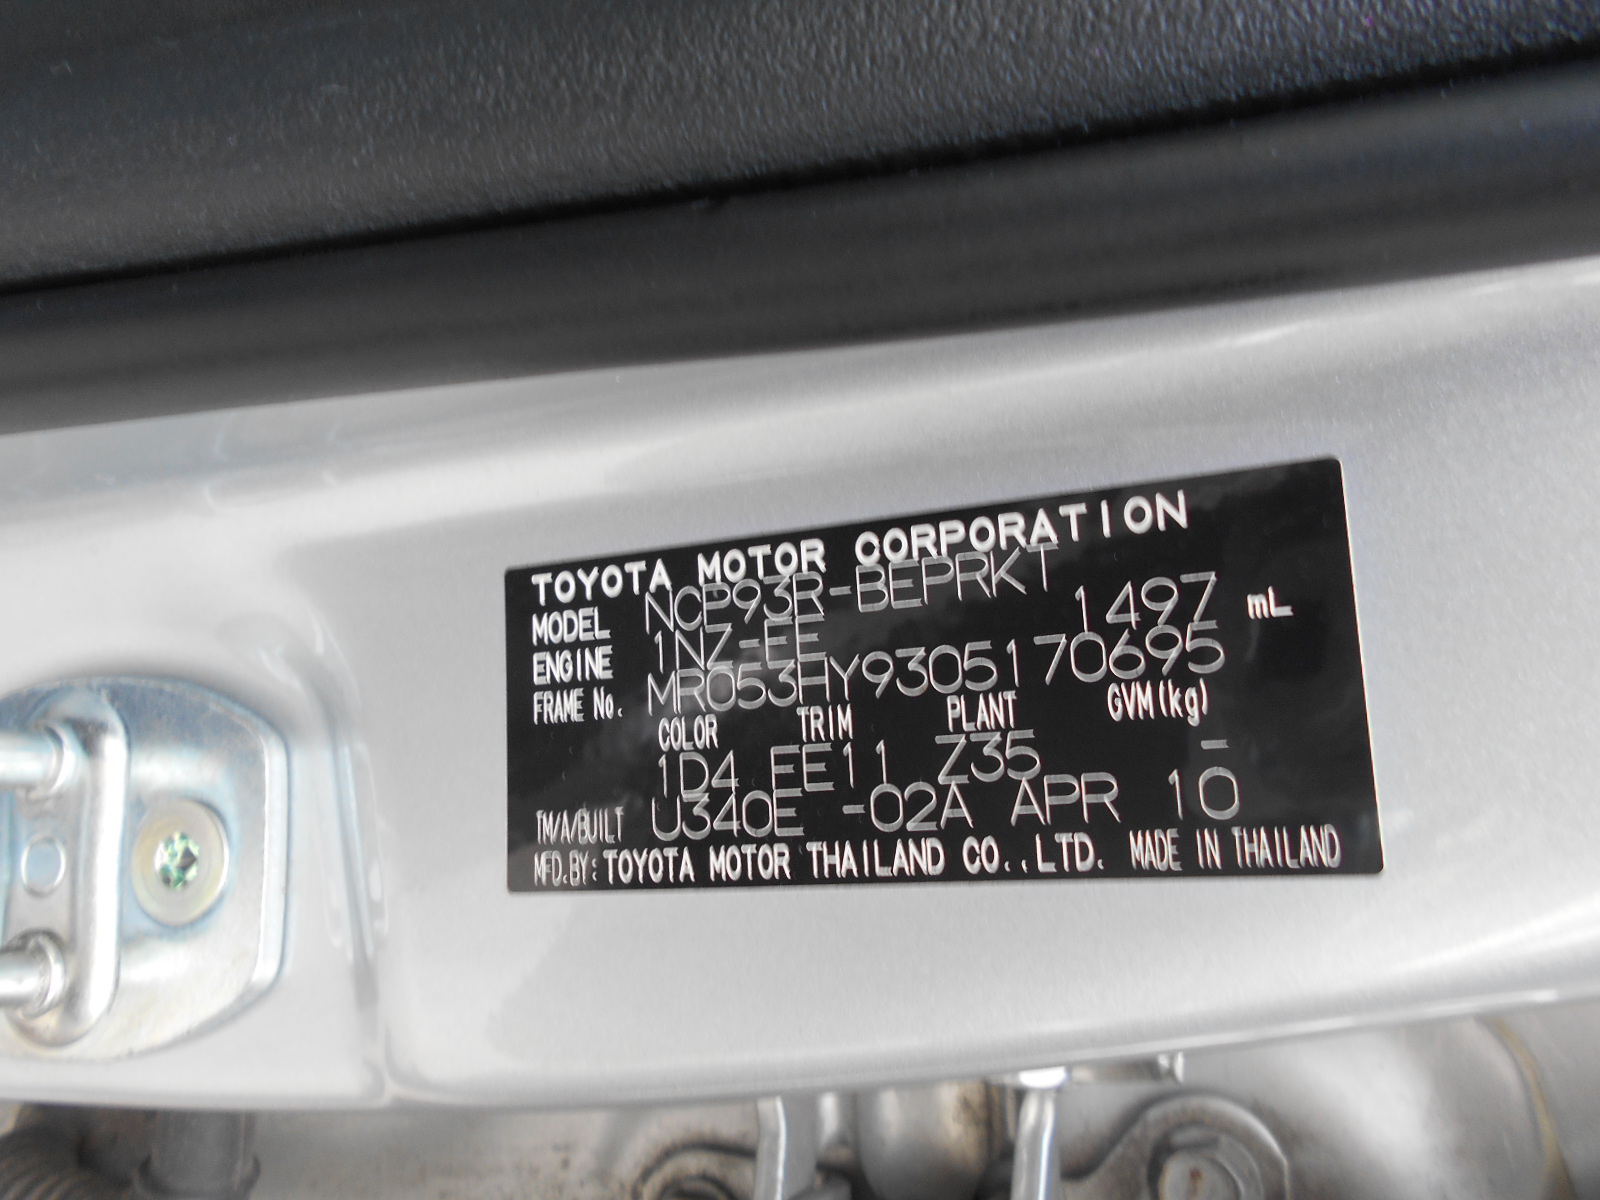 TOYOTA MOTOR CORPORATION
MODEL NCP93R-BEPRKT
ENGINE 1NZ-FE 1497 mL
FRAME No. MR053HY9305170695
COLOR TRIM PLANT GVM(kg)
1D4 FE11 Z35 -
TM/A/BUILT U340E -02A APR 10
MFD.BY: TOYOTA MOTOR THAILAND CO.,LTD. MADE IN THAILAND